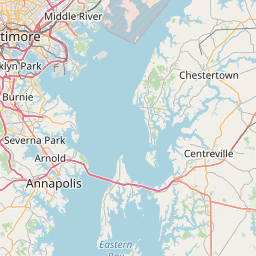 Middle River
timore
klyn Park
Burnie
Chestertown
Severna Park
Arnold
Centreville
Annapolis
Eastern
Bay